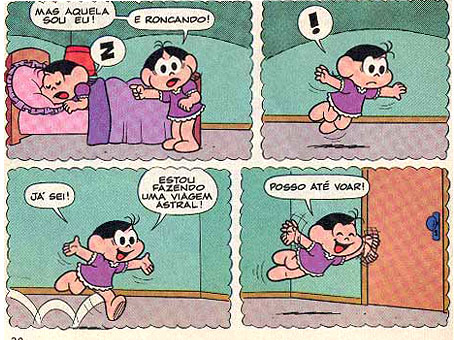 MAS AQUELA
SOU EU!
E RONCANDO!
Z
!
JÁ SEI!
ESTOU
FAZENDO
UMA VIAGEM
ASTRAL!
POSSO ATÉ VOAR!